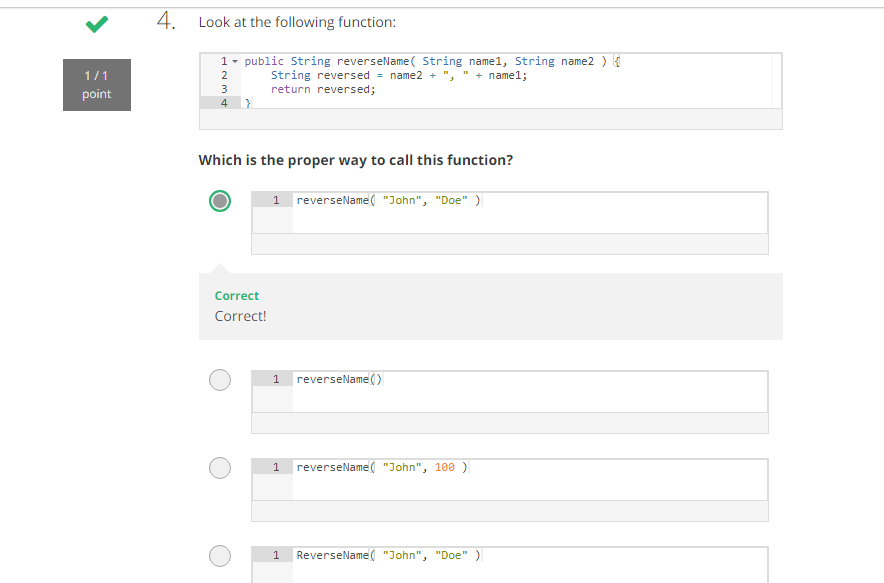 4. Look at the following function:
1 / 1
point
1 public String reverseName( String name1, String name2 ) {
2 String reversed = name2 + ", " + name1;
3 return reversed;
4 }
Which is the proper way to call this function?
1 reverseName( "John", "Doe" )
Correct
Correct!
1 reverseName()
1 reverseName( "John", 100 )
1 ReverseName( "John", "Doe" )